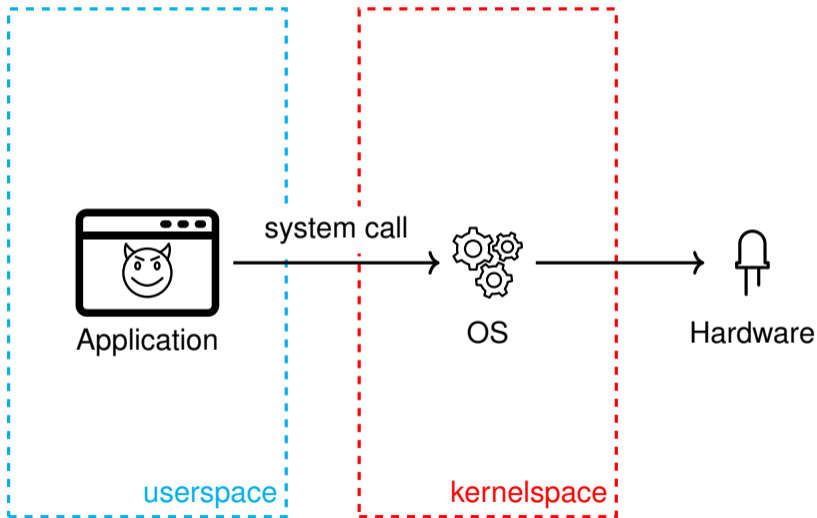 system call
Application
OS
Hardware
userspace
kernelspace